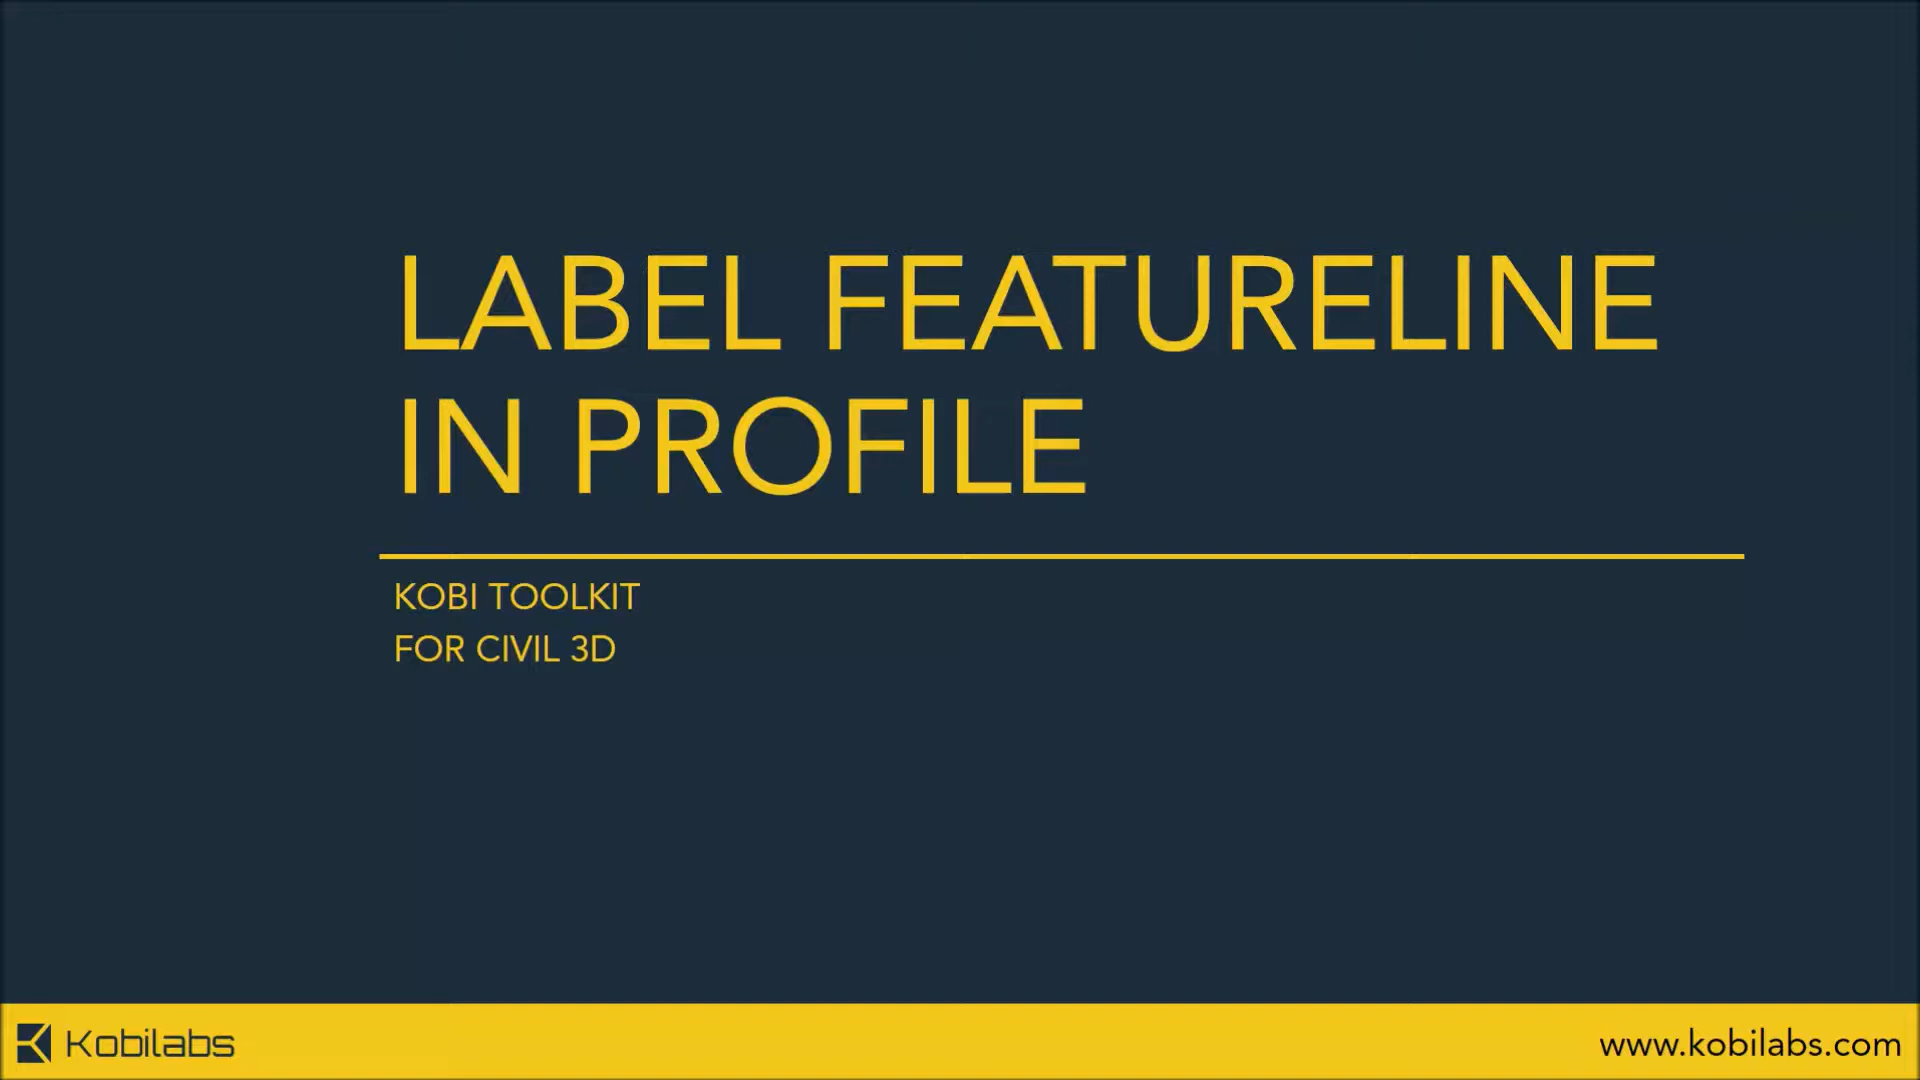 LABEL FEATURELINE
IN PROFILE
KOBI TOOLKIT
FOR CIVIL 3D
Kobilabs
www.kobilabs.com